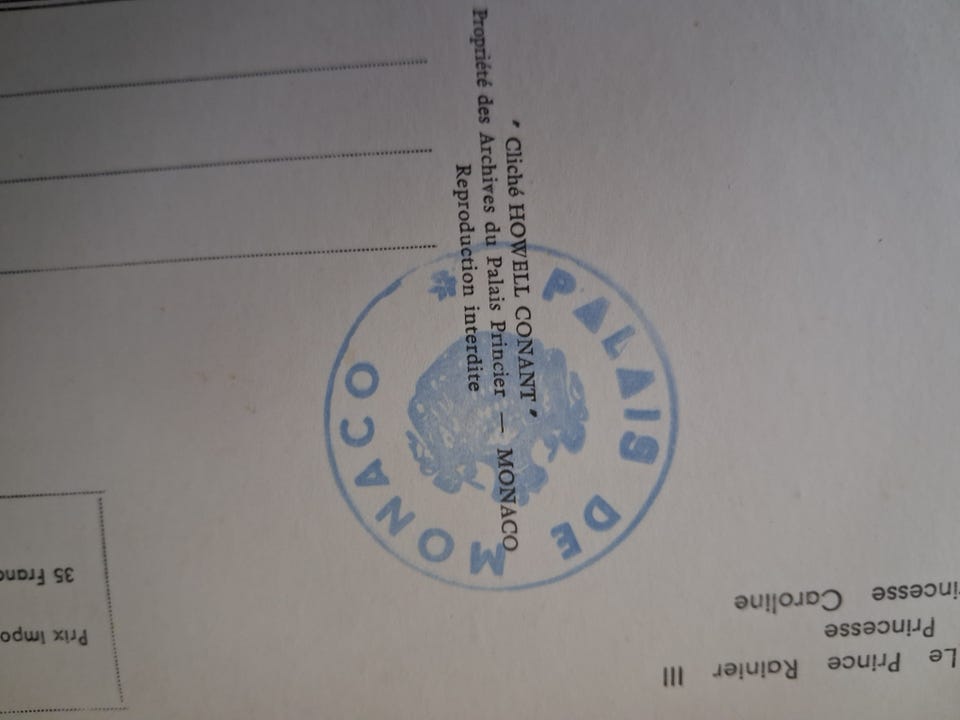 Le Prince Rainier III
Princesse
Princesse Caroline
" Cliché HOWELL CONANT "
Propriété des Archives du Palais Princier — MONACO
Reproduction interdite
PALAIS DE MONACO
Prix Impo
35 Franc